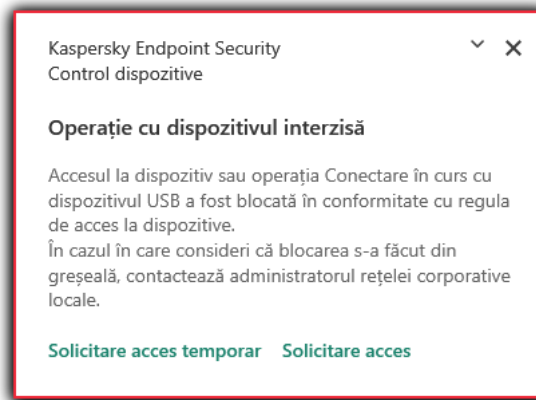 Kaspersky Endpoint Security
Control dispozitive
Operație cu dispozitivul interzisă
Accesul la dispozitiv sau operația Conectare în curs cu
dispozitivul USB a fost blocată în conformitate cu regula
de acces la dispozitive.
În cazul în care consideri că blocarea s-a făcut din
greșeală, contactează administratorul rețelei corporative
locale.
Solicitare acces temporar Solicitare acces